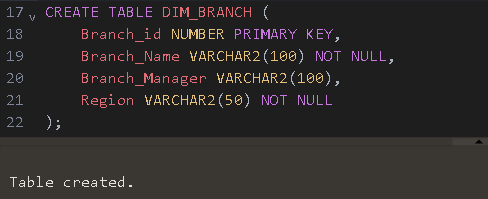 17 CREATE TABLE DIM_BRANCH (
18 Branch_id NUMBER PRIMARY KEY,
19 Branch_Name VARCHAR2(100) NOT NULL,
20 Branch_Manager VARCHAR2(100),
21 Region VARCHAR2(50) NOT NULL
22 );
Table created.